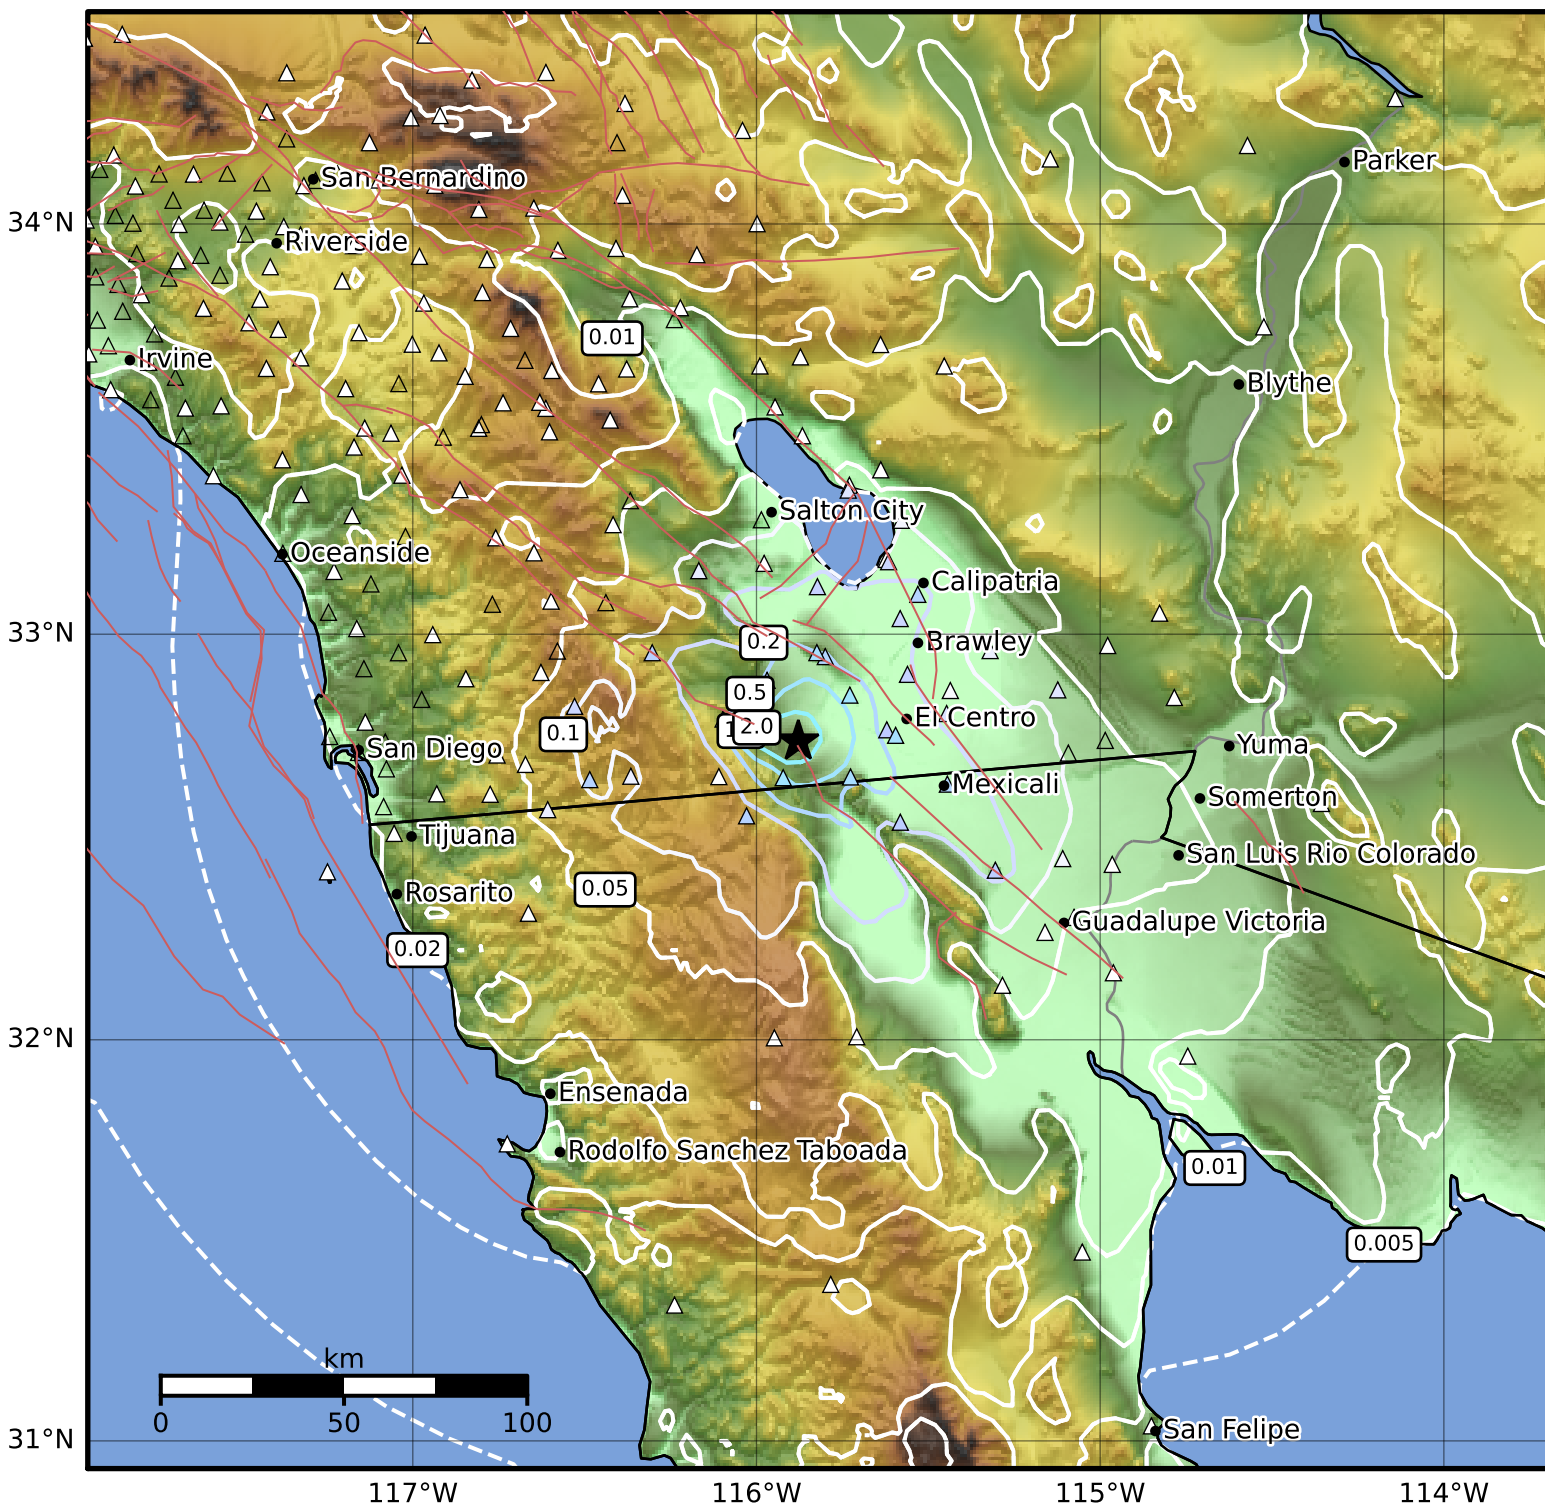 Parker
San Bernardino
34°N
Riverside
0.01
Irvine
Blythe
Salton City
Oceanside
Calipatria
33°N
0.2
Brawley
0.5
El Centro
0.1
2.0
San Diego
Yuma
Mexicali
Somerton
Tijuana
San Luis Rio Colorado
0.05
Rosarito
Guadalupe Victoria
0.02
32°N
Ensenada
Rodolfo Sanchez Taboada
0.01
0.005
km
0 50 100
San Felipe
31°N
117°W 116°W 115°W 114°W